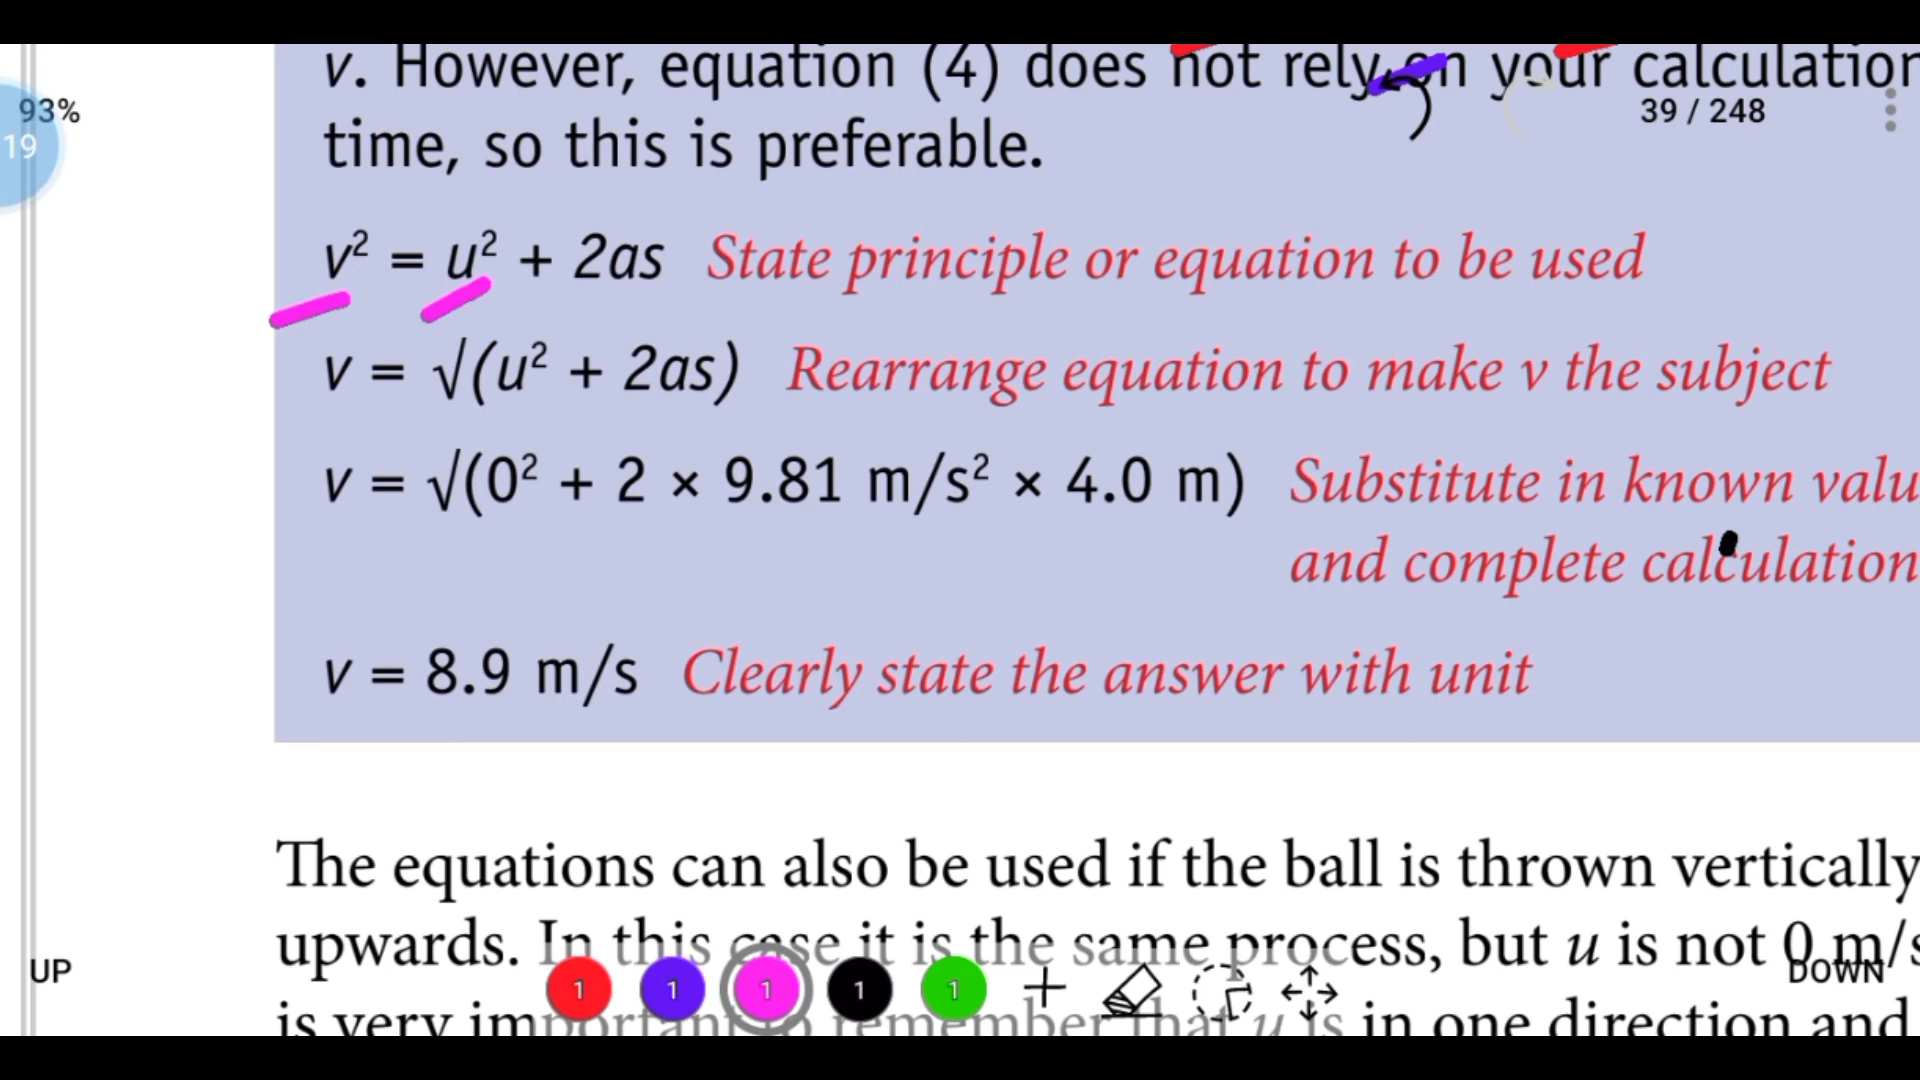 v. However, equation (4) does not rely on your calculation
93%
39 / 248
19
time, so this is preferable.
v² = u² + 2as State principle or equation to be used
v = √(u² + 2as) Rearrange equation to make v the subject
v = √(0² + 2 × 9.81 m/s² × 4.0 m) Substitute in known valu
and complete calculation
v = 8.9 m/s Clearly state the answer with unit
The equations can also be used if the ball is thrown vertically
upwards. In this case it is the same process, but u is not 0 m/s
UP
DOWN
1 1 1 1 1
is very important to remember that u is in one direction and